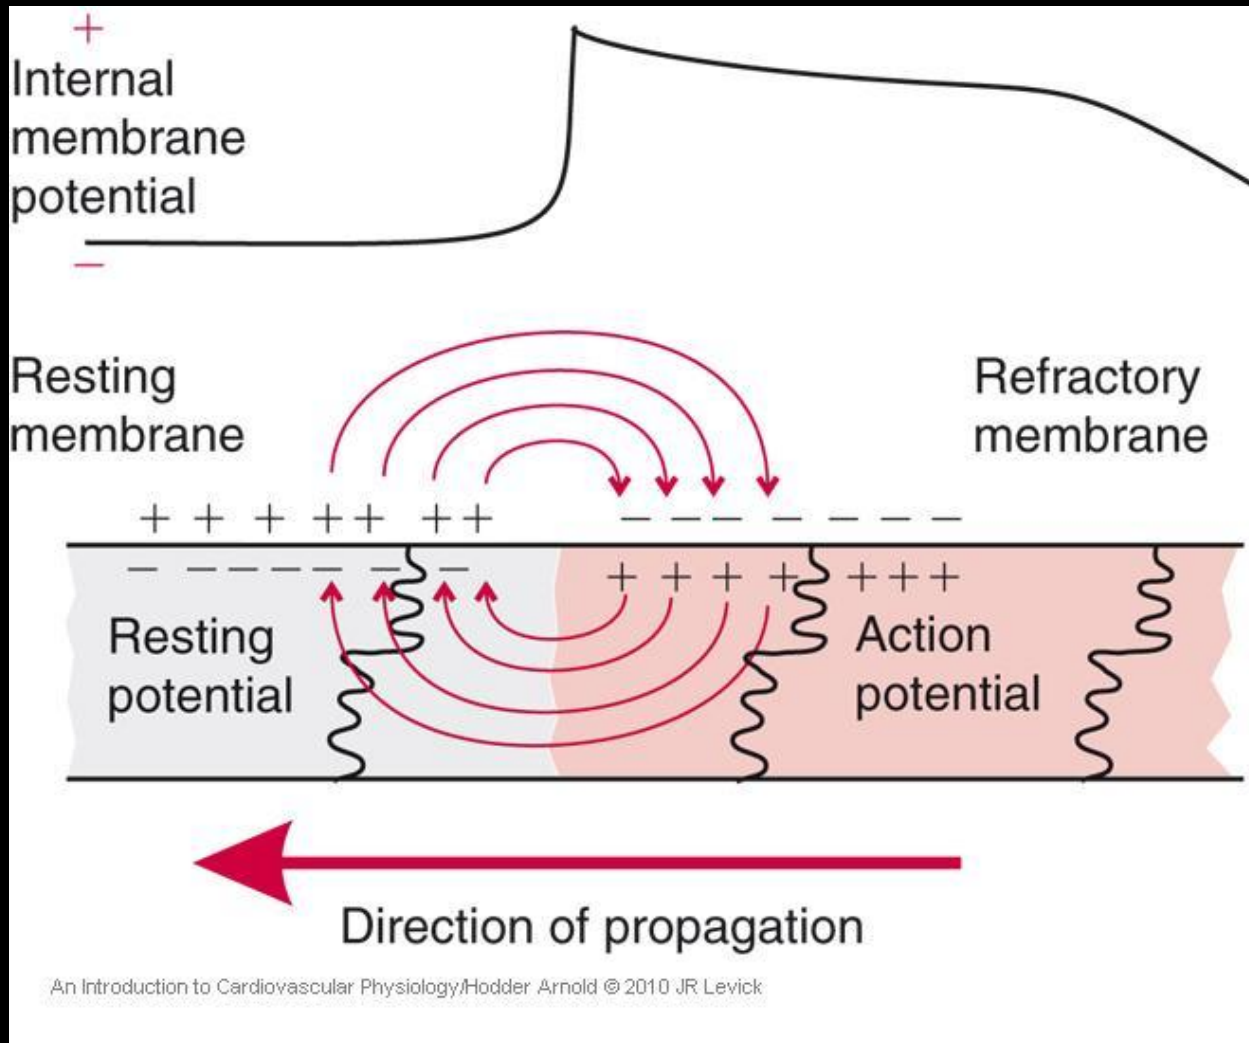 +
Internal
membrane
potential
−
Resting
membrane
Refractory
membrane
+ + + + + + +
− − − − − − −
− − − − − − −
+ + + + + + +
Resting
potential
Action
potential
Direction of propagation
An Introduction to Cardiovascular Physiology/Hodder Arnold © 2010 JR Levick